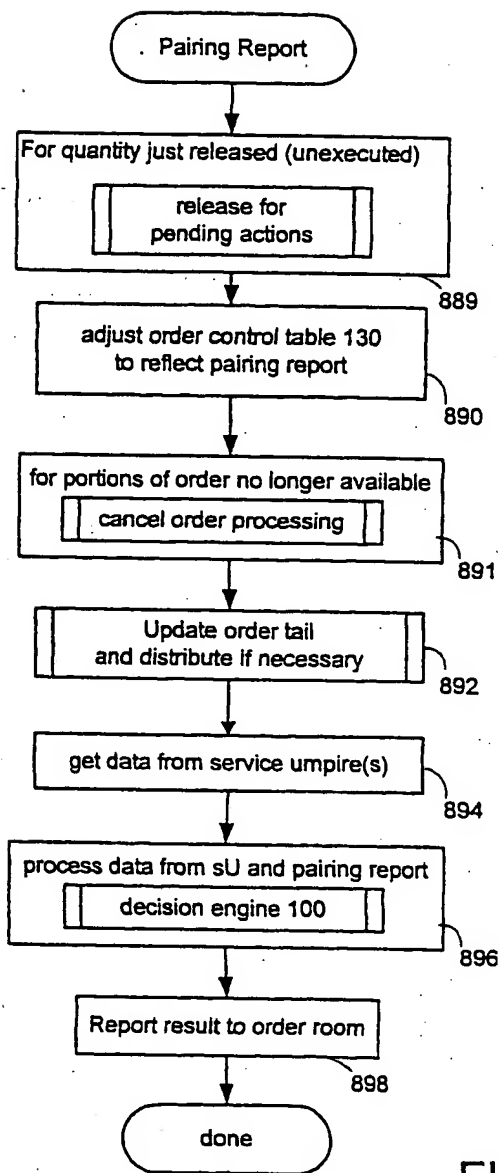 Pairing Report
For quantity just released (unexecuted)
release for
pending actions
889
adjust order control table 130
to reflect pairing report
890
for portions of order no longer available
cancel order processing
891
Update order tail
and distribute if necessary
892
get data from service umpire(s)
894
process data from sU and pairing report
decision engine 100
896
Report result to order room
898
done